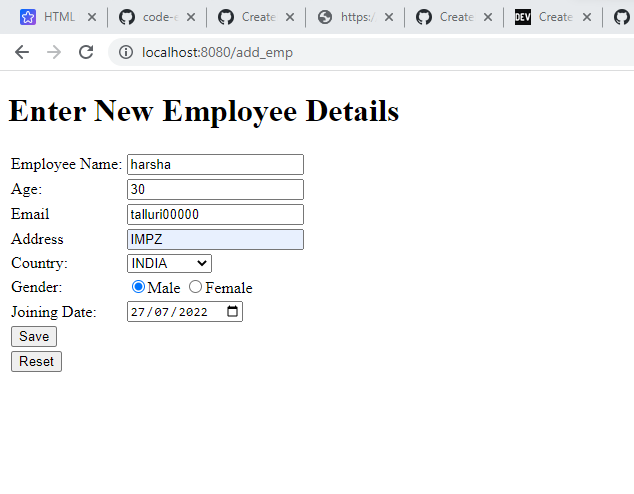 HTML code-e Create https:/ Create DEV Create
localhost:8080/add_emp
Enter New Employee Details
Employee Name: harsha
Age: 30
Email talluri00000
Address IMPZ
Country: INDIA
Gender: Male Female
Joining Date: 27/07/2022
Save
Reset